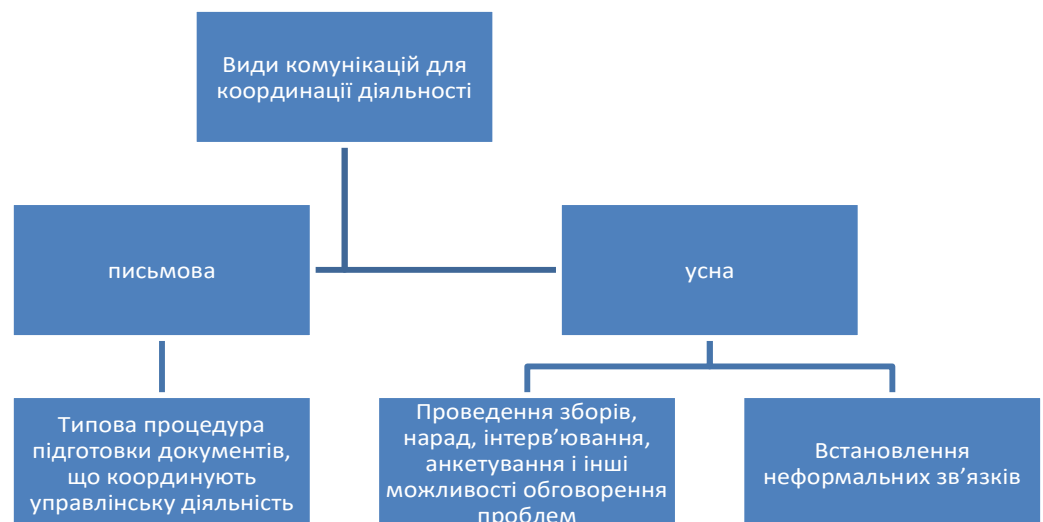 Види комунікацій для
координації діяльності
письмова
усна
Типова процедура
підготовки документів,
що координують
управлінську діяльність
Проведення зборів,
нарад, інтерв’ювання,
анкетування і інші
можливості обговорення
проблем
Встановлення
неформальних зв’язків